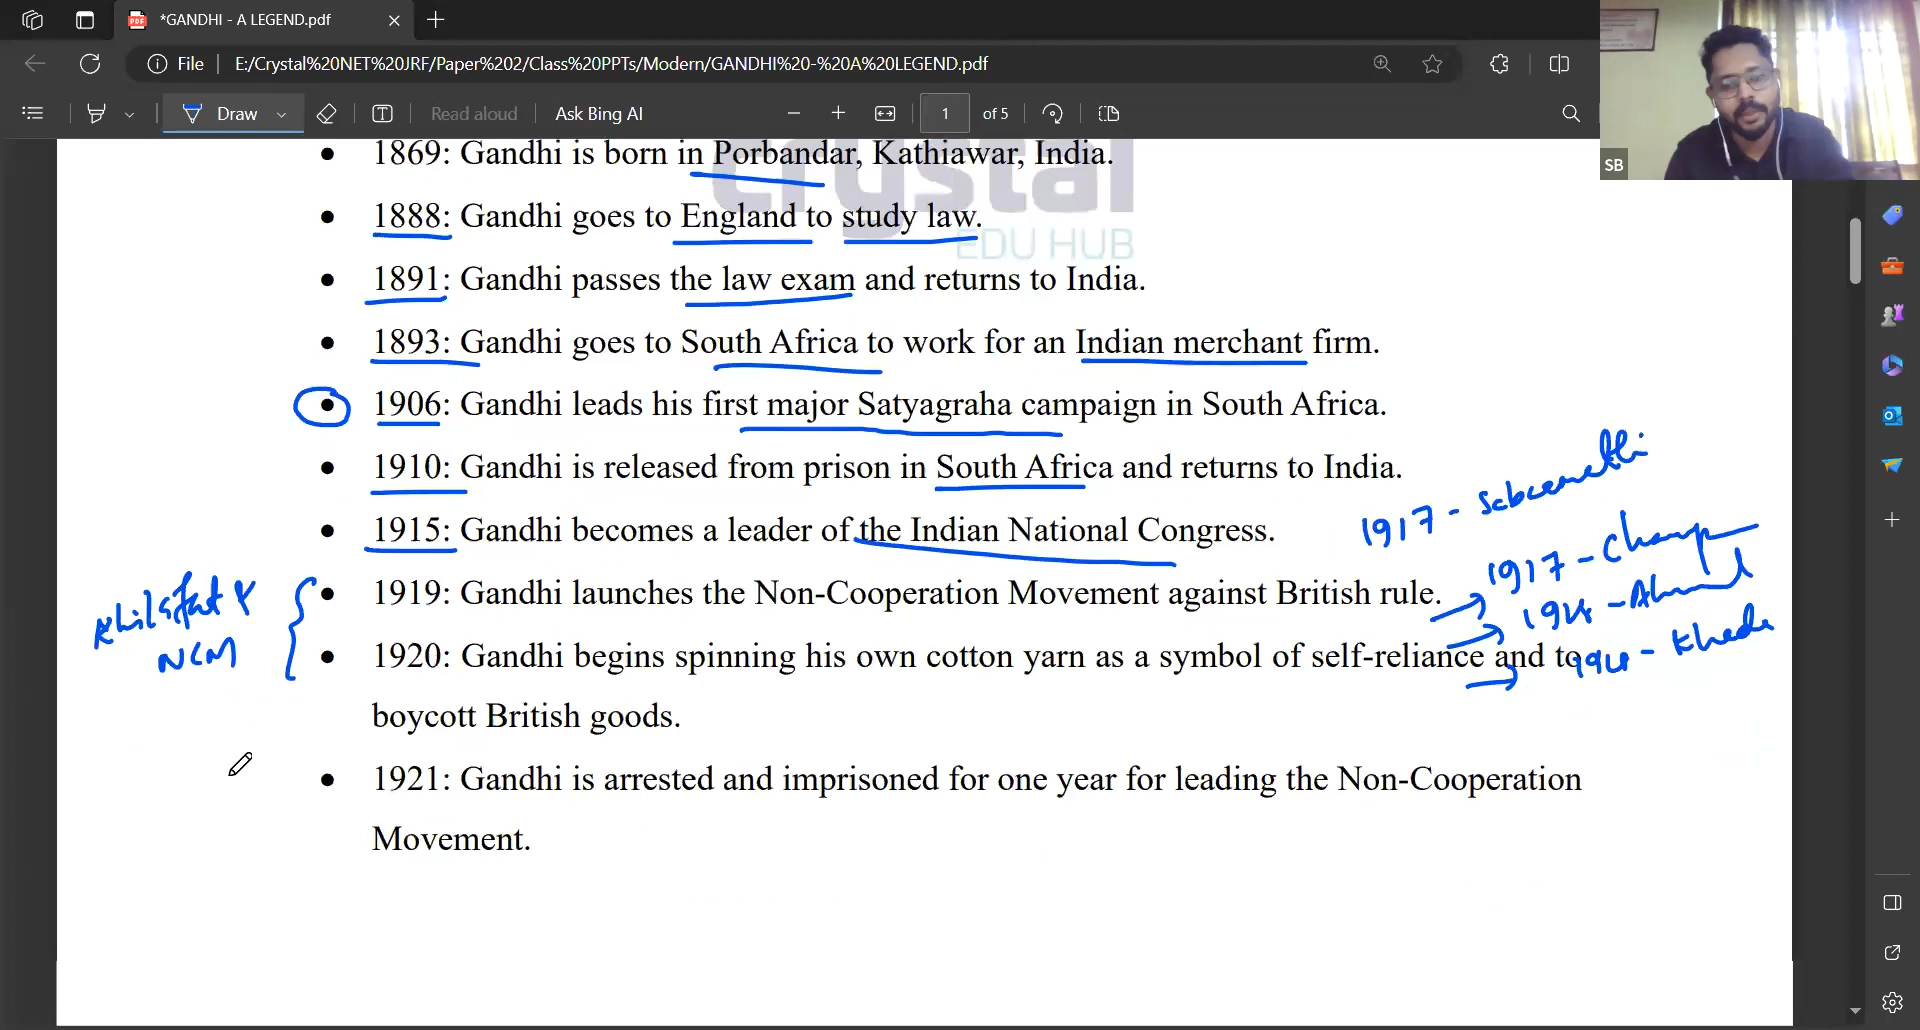 *GANDHI - A LEGEND.pdf
File
E:/Crystal%20NET%20JRF/Paper%202/Class%20PPTs/Modern/GANDHI%20-%20A%20LEGEND.pdf
Draw
Read aloud
Ask Bing AI
1
of 5
SB
crystal
EDU HUB
• 1869: Gandhi is born in Porbandar, Kathiawar, India.
• 1888: Gandhi goes to England to study law.
• 1891: Gandhi passes the law exam and returns to India.
• 1893: Gandhi goes to South Africa to work for an Indian merchant firm.
• 1906: Gandhi leads his first major Satyagraha campaign in South Africa.
• 1910: Gandhi is released from prison in South Africa and returns to India.
1917 -
• 1915: Gandhi becomes a leader of the Indian National Congress.
1917 - Champ
• 1919: Gandhi launches the Non-Cooperation Movement against British rule.
NCM
- Kheda
• 1920: Gandhi begins spinning his own cotton yarn as a symbol of self-reliance and to
boycott British goods.
• 1921: Gandhi is arrested and imprisoned for one year for leading the Non-Cooperation
Movement.